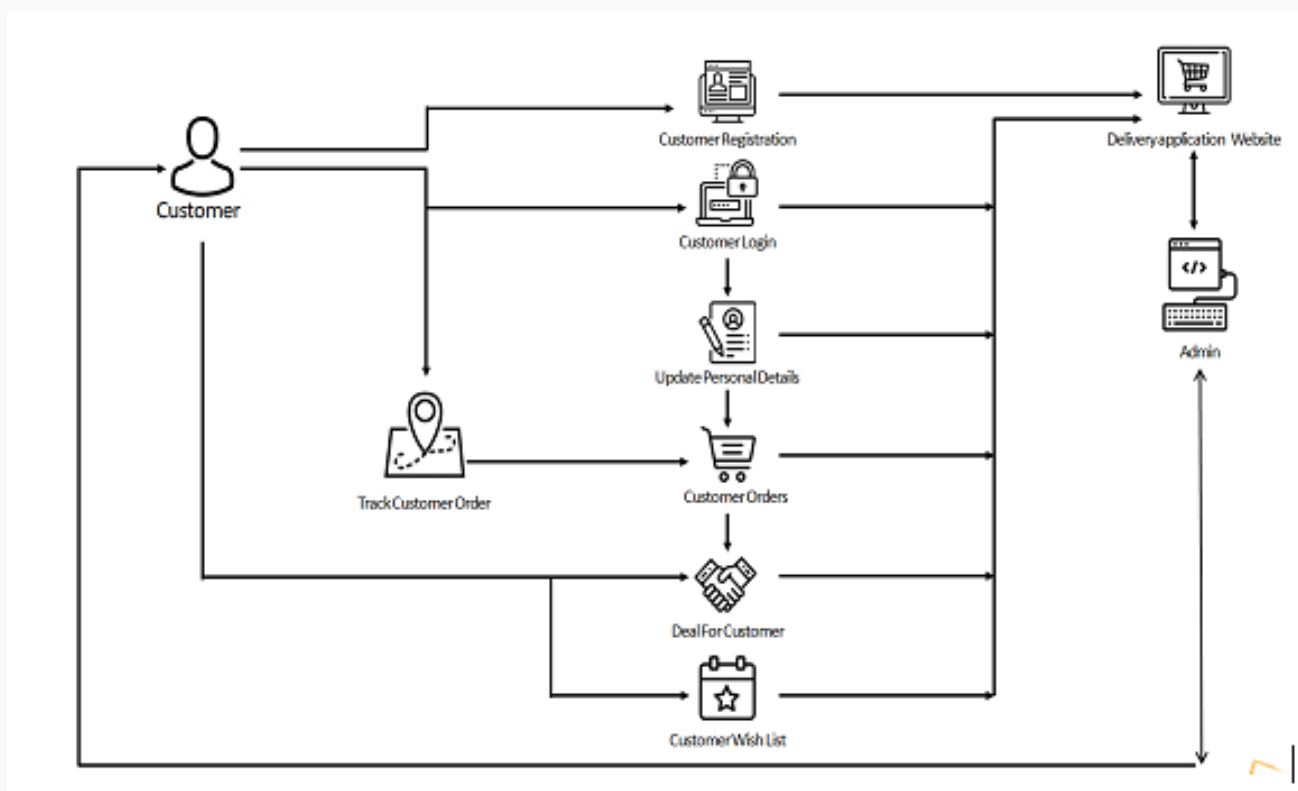 Customer Registration
Delivery application Website
Customer
Customer Login
Admin
Update Personal Details
Track Customer Order
Customer Orders
Deal For Customer
Customer Wish List